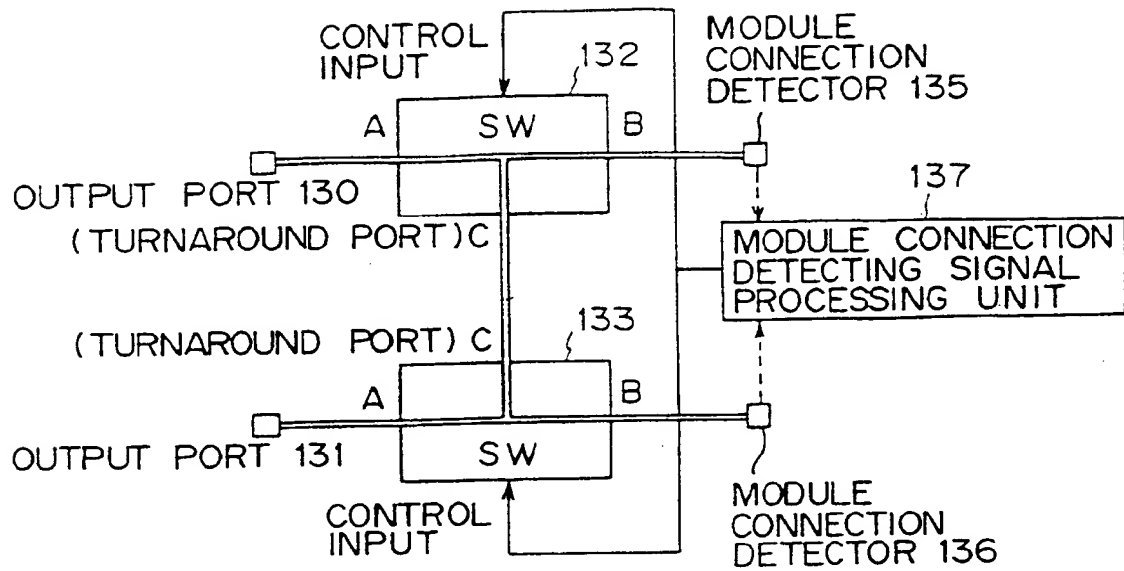 CONTROL
INPUT
132
MODULE
CONNECTION
DETECTOR 135
A
SW
B
OUTPUT PORT 130
(TURNAROUND PORT) C
137
MODULE CONNECTION
DETECTING SIGNAL
PROCESSING UNIT
(TURNAROUND PORT) C
133
A
B
OUTPUT PORT 131
SW
CONTROL
INPUT
MODULE
CONNECTION
DETECTOR 136